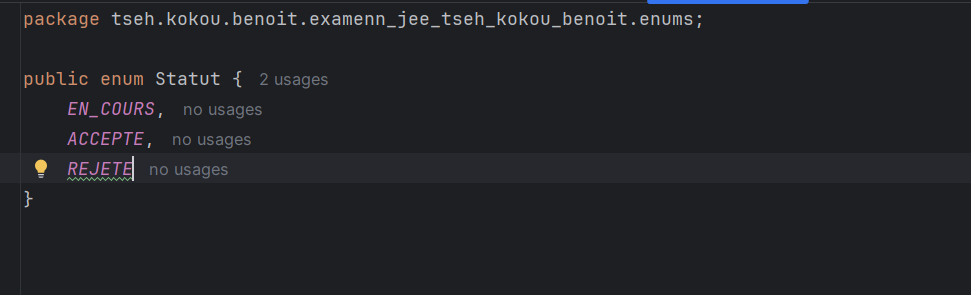 package tseh.kokou.benoit.examenn_jee_tseh_kokou_benoit.enums;
public enum Statut { 2 usages
EN_COURS, no usages
ACCEPTE, no usages
REJETE no usages
}